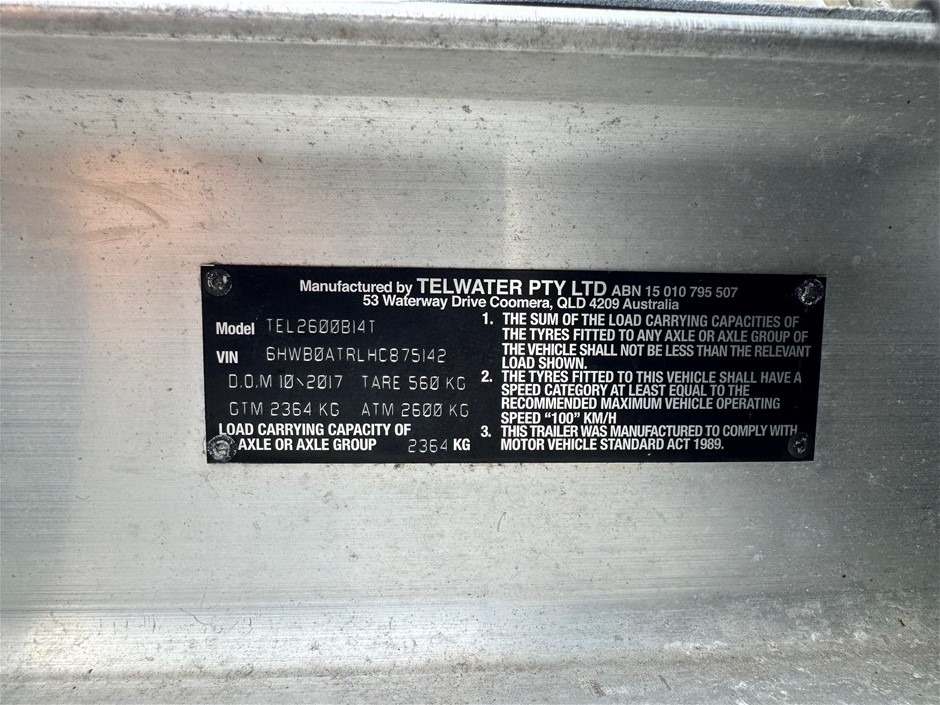 Manufactured by TELWATER PTY LTD ABN 15 010 795 507
53 Waterway Drive Coomera, QLD 4209 Australia
Model TEL2600B14T
VIN 6HWB0ATRLHC875142
D.O.M 10\2017 TARE 560 KG
GTM 2364 KG ATM 2600 KG
LOAD CARRYING CAPACITY OF
AXLE OR AXLE GROUP 2364 KG
1. THE SUM OF THE LOAD CARRYING CAPACITIES OF
THE TYRES FITTED TO ANY AXLE OR AXLE GROUP OF
THE VEHICLE SHALL NOT BE LESS THAN THE RELEVANT
LOAD SHOWN.
2. THE TYRES FITTED TO THIS VEHICLE SHALL HAVE A
SPEED CATEGORY AT LEAST EQUAL TO THE
RECOMMENDED MAXIMUM VEHICLE OPERATING
SPEED "100" KM/H
3. THIS TRAILER WAS MANUFACTURED TO COMPLY WITH
MOTOR VEHICLE STANDARD ACT 1989.